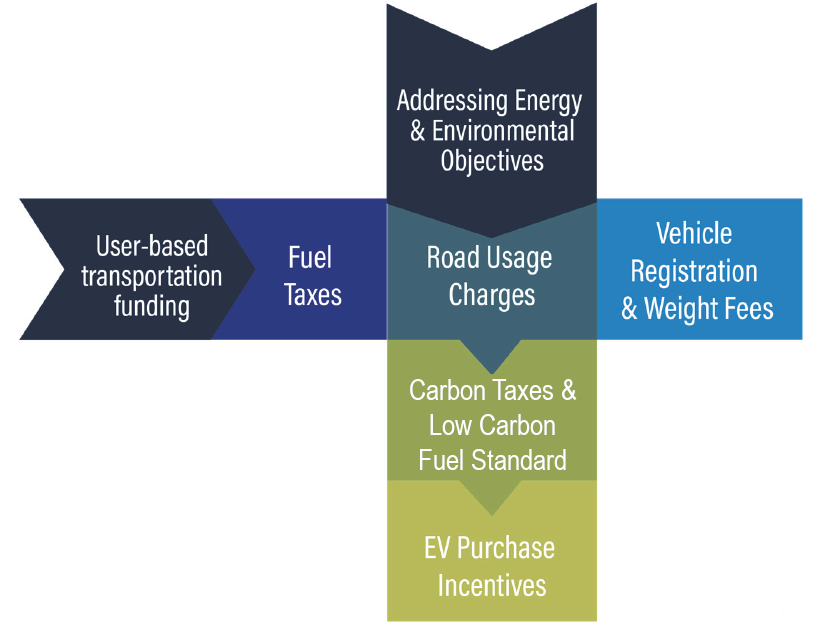 Addressing Energy
& Environmental
Objectives
User-based
transportation
funding
Fuel
Taxes
Road Usage
Charges
Vehicle
Registration
& Weight Fees
Carbon Taxes &
Low Carbon
Fuel Standard
EV Purchase
Incentives